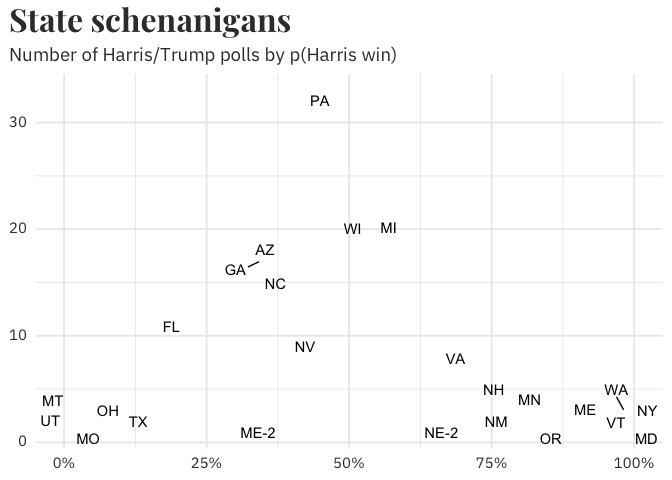 State schenanigans
Number of Harris/Trump polls by p(Harris win)
PA
30
20
WI MI
AZ
GA
NC
FL
10
NV
VA
NH
WA
MT
MN
OH
ME
NY
UT
TX
NM
VT
ME-2
NE-2
0
MO
OR
MD
0% 25% 50% 75% 100%